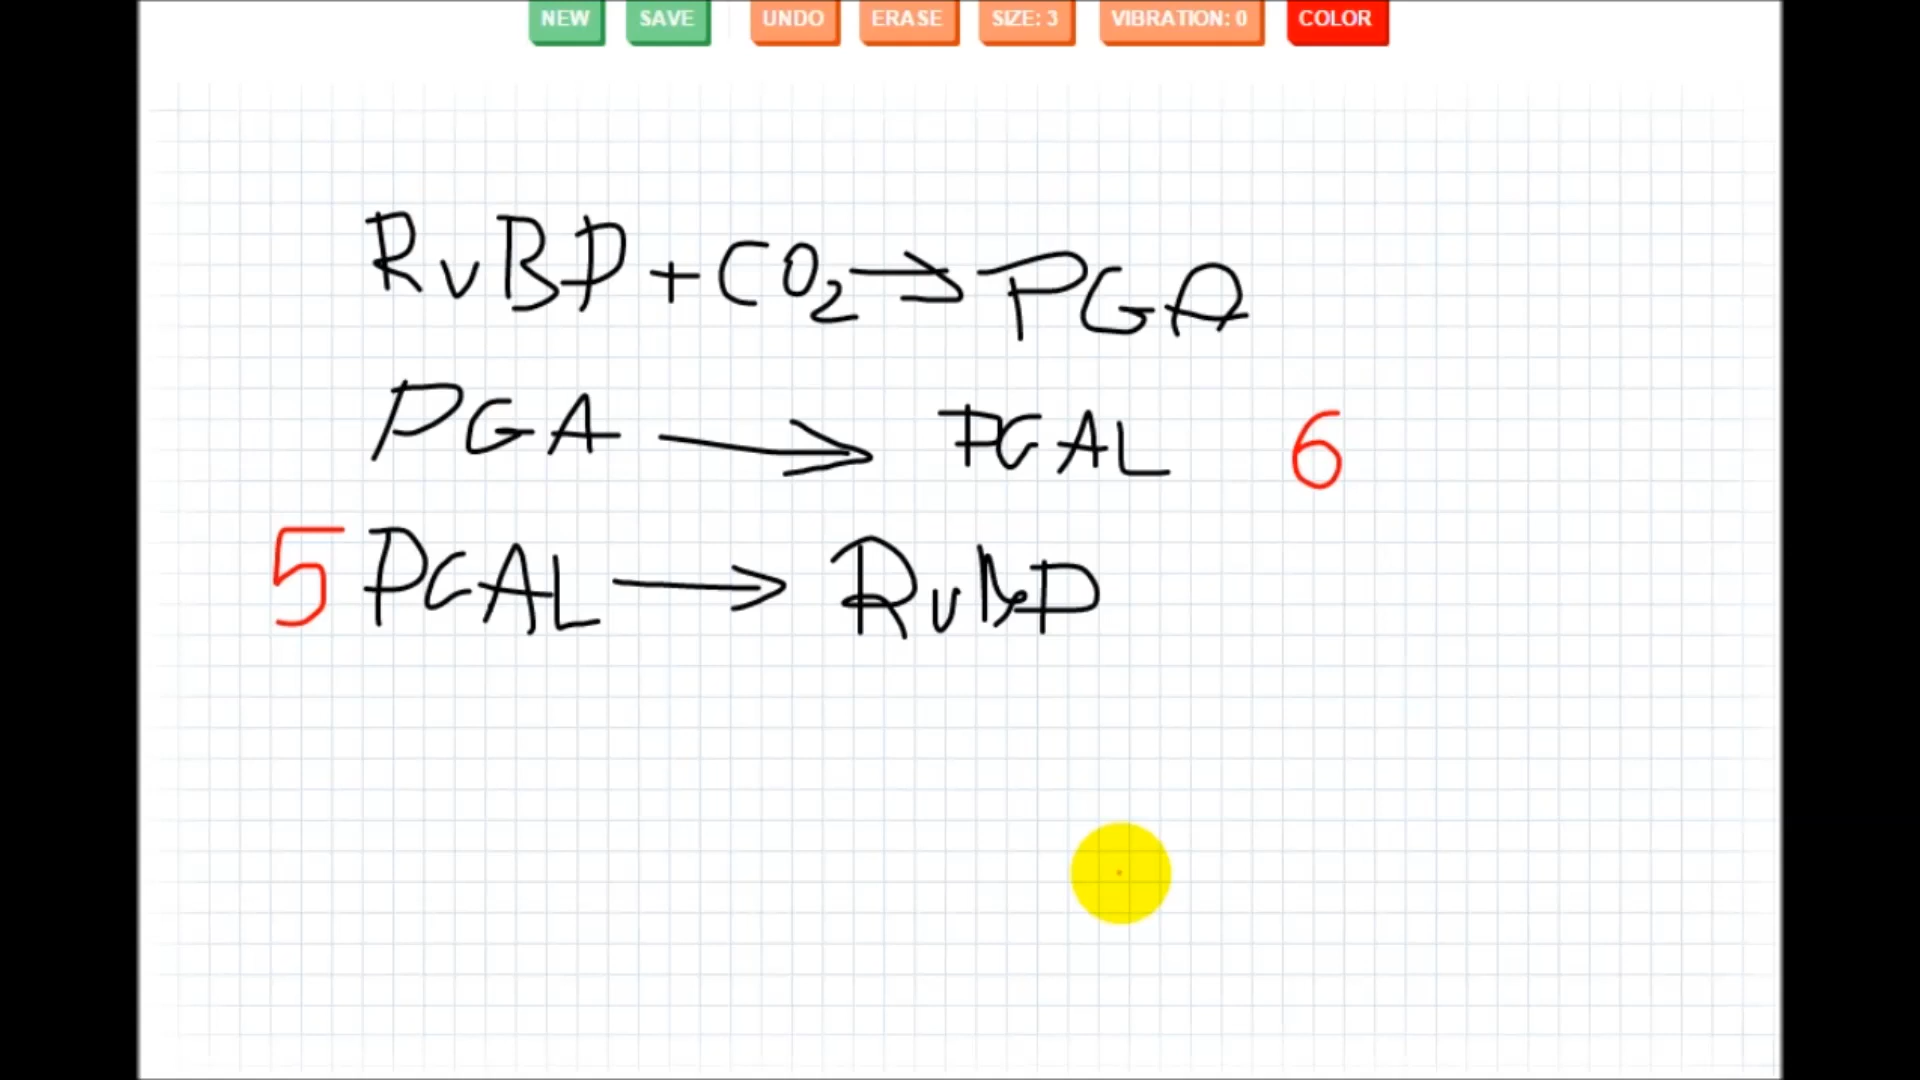 NEW SAVE UNDO ERASE SIZE: 3 VIBRATION: 0 COLOR
RuBP + CO₂ → PGA
PGA → PGAL 6
5 PGAL → RuBP